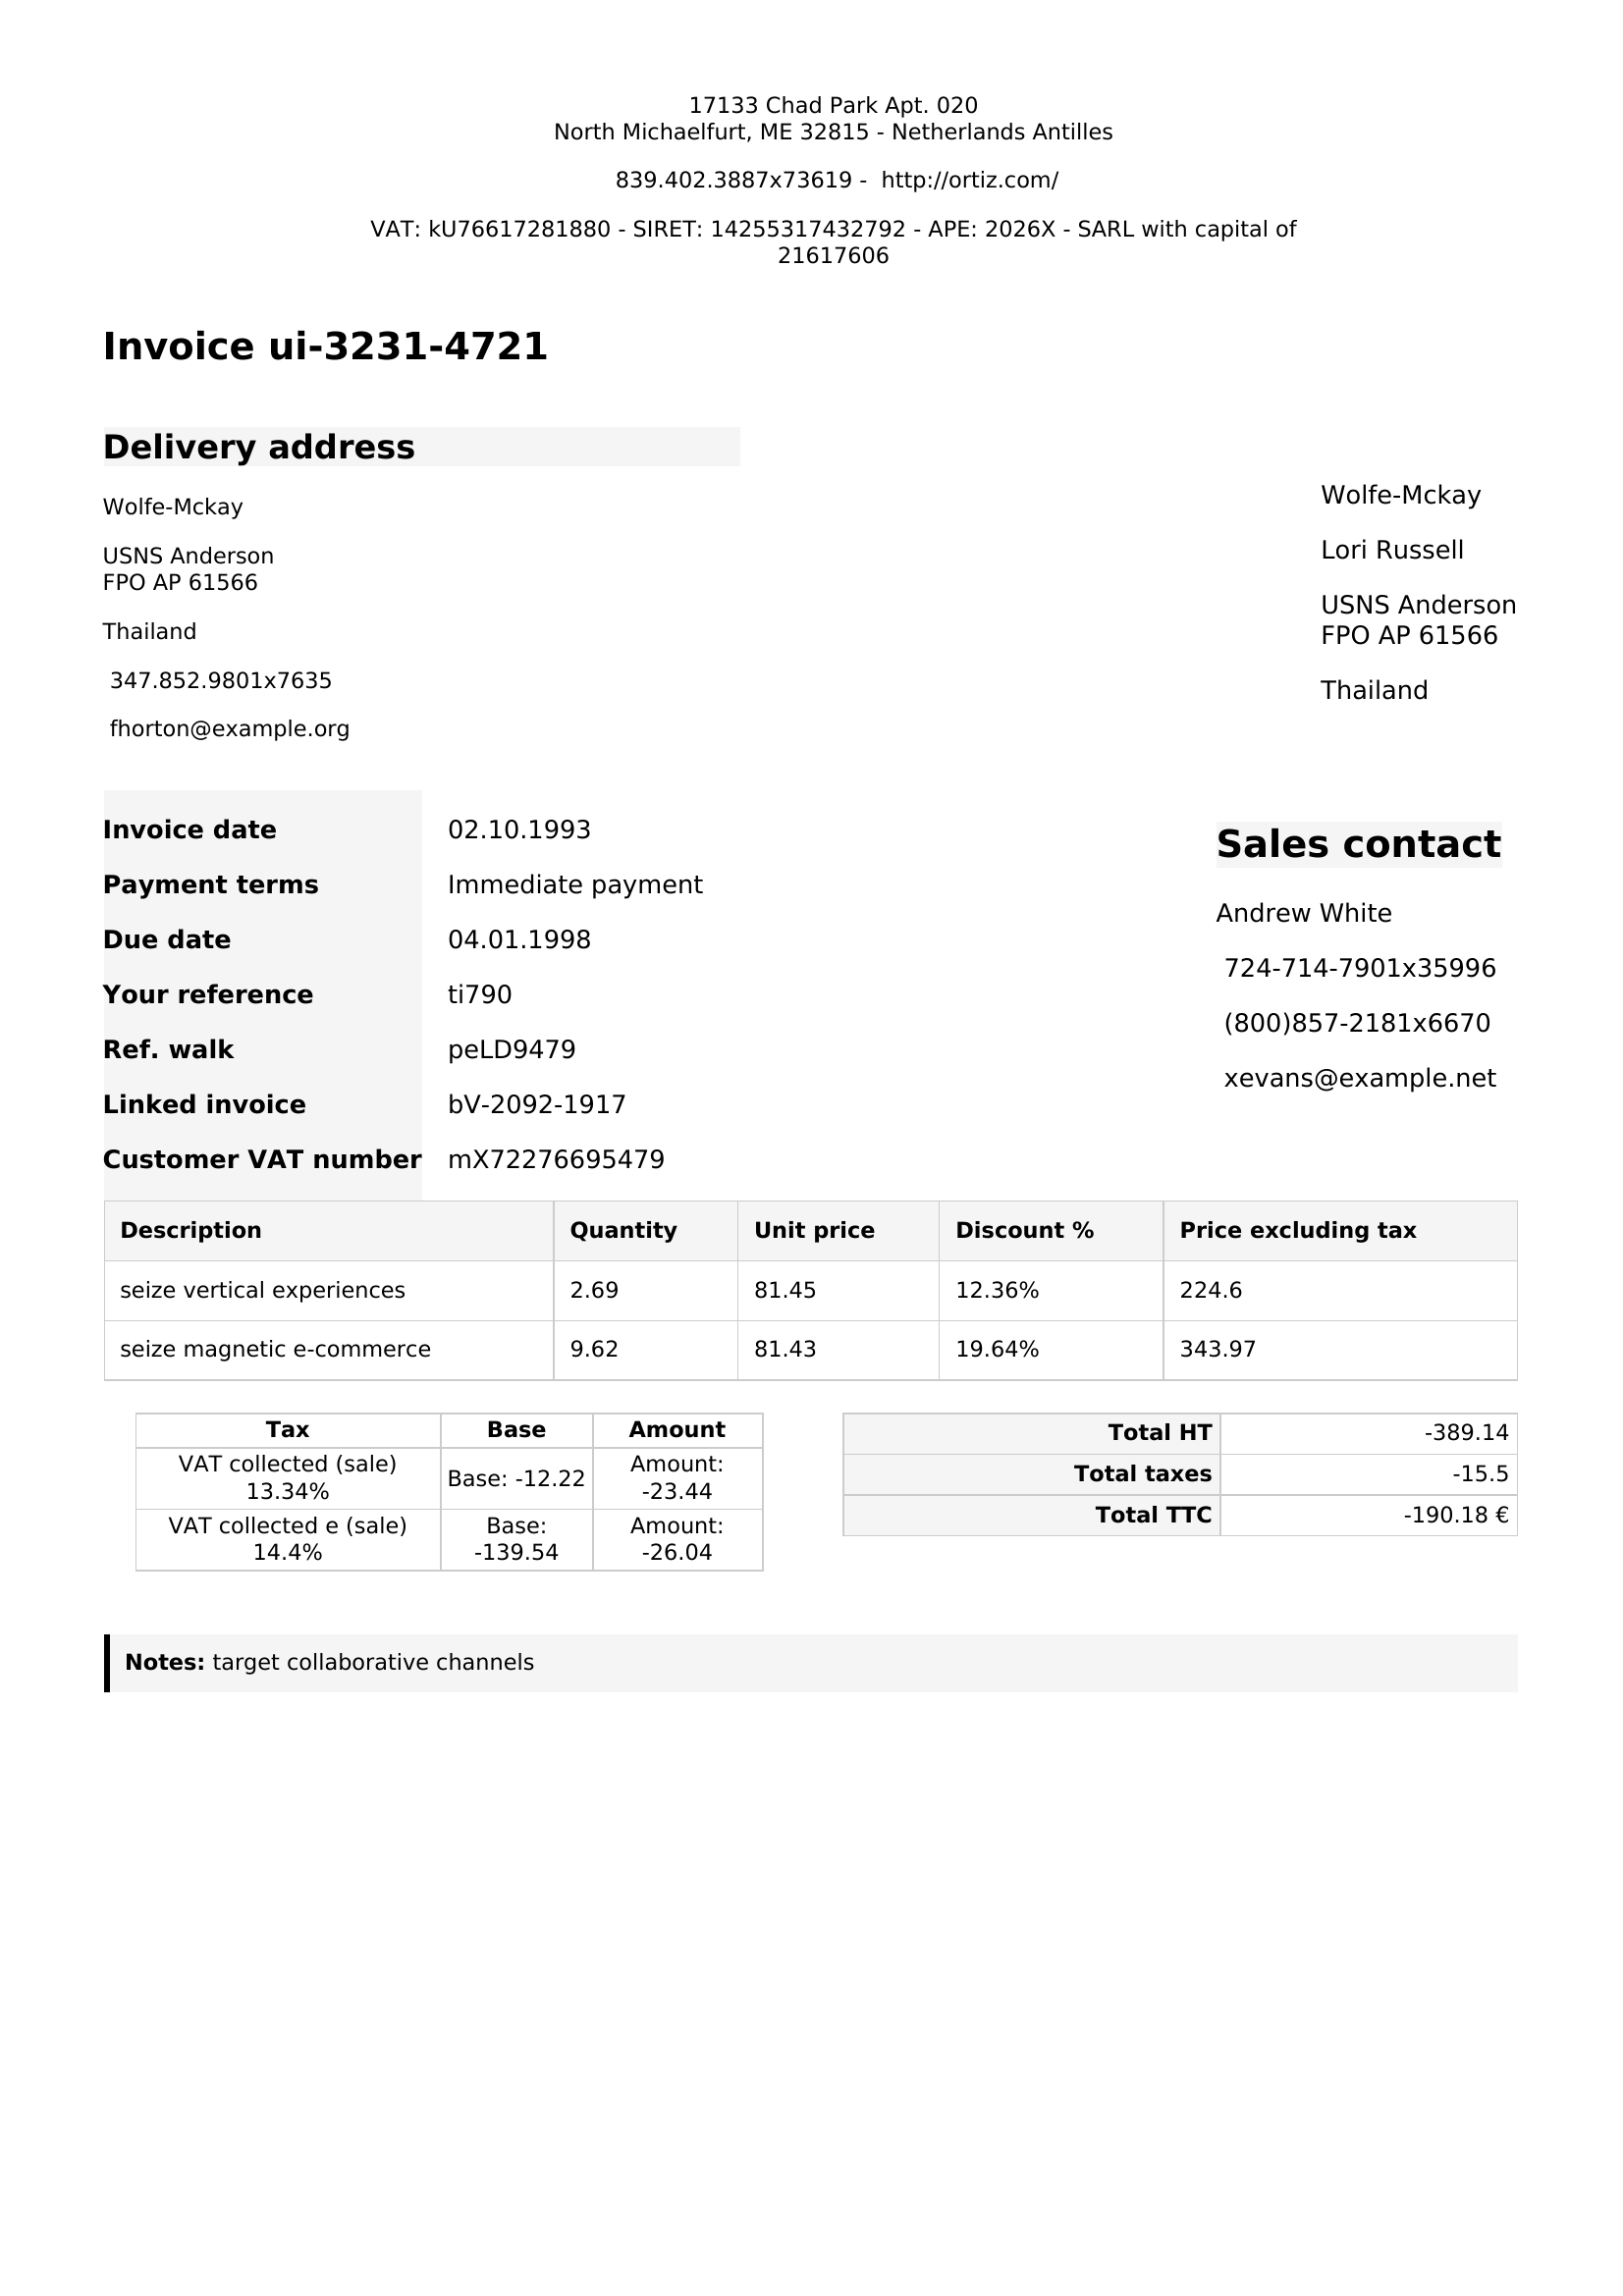 17133 Chad Park Apt. 020
North Michaelfurt, ME 32815 - Netherlands Antilles
839.402.3887x73619 -  http://ortiz.com/
VAT: kU76617281880 - SIRET: 14255317432792 - APE: 2026X - SARL with capital of
21617606
Invoice ui-3231-4721
Delivery address
Wolfe-Mckay
USNS Anderson
FPO AP 61566
Thailand
347.852.9801x7635
fhorton@example.org
Wolfe-Mckay
Lori Russell
USNS Anderson
FPO AP 61566
Thailand
Invoice date 02.10.1993
Payment terms Immediate payment
Due date 04.01.1998
Your reference ti790
Ref. walk peLD9479
Linked invoice bV-2092-1917
Customer VAT number mX72276695479
Sales contact
Andrew White
724-714-7901x35996
(800)857-2181x6670
xevans@example.net
Description Quantity Unit price Discount % Price excluding tax
seize vertical experiences 2.69 81.45 12.36% 224.6
seize magnetic e-commerce 9.62 81.43 19.64% 343.97
Tax Base Amount
VAT collected (sale) 13.34% Base: -12.22 Amount: -23.44
VAT collected e (sale) 14.4% Base: -139.54 Amount: -26.04
Total HT -389.14
Total taxes -15.5
Total TTC -190.18 €
Notes: target collaborative channels